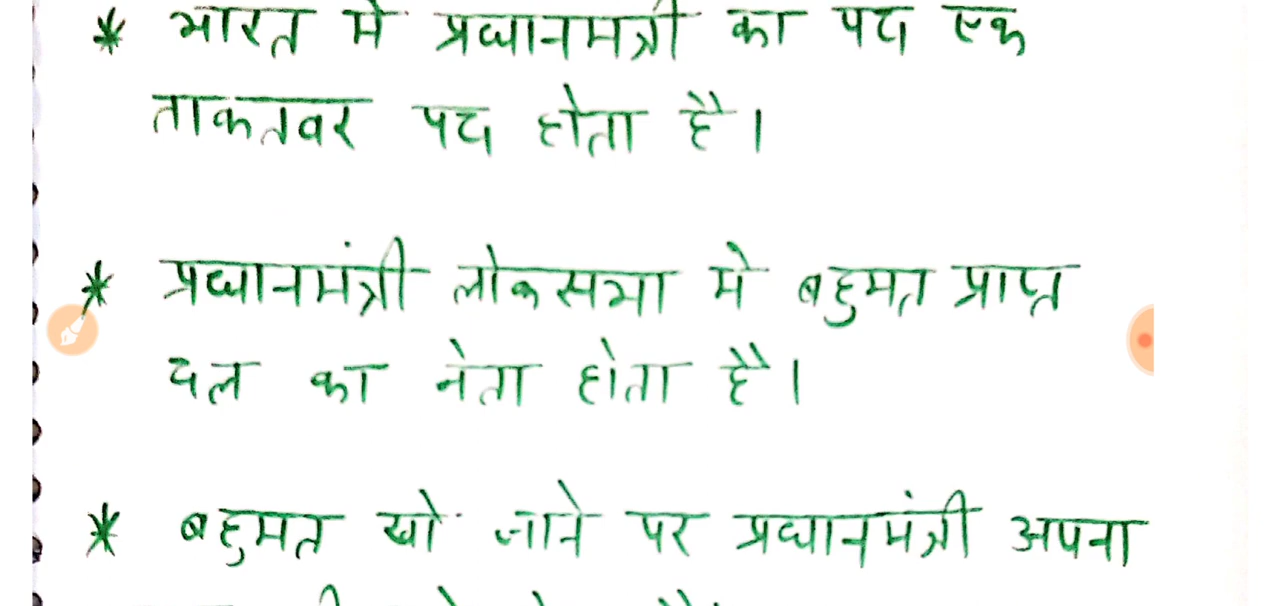 * भारत मे प्रधानमंत्री का पद एक
ताकतवर पद होता है।
* प्रधानमंत्री लोकसभा मे बहुमत प्राप्त
दल का नेता होता है।
* बहुमत खो जाने पर प्रधानमंत्री अपना